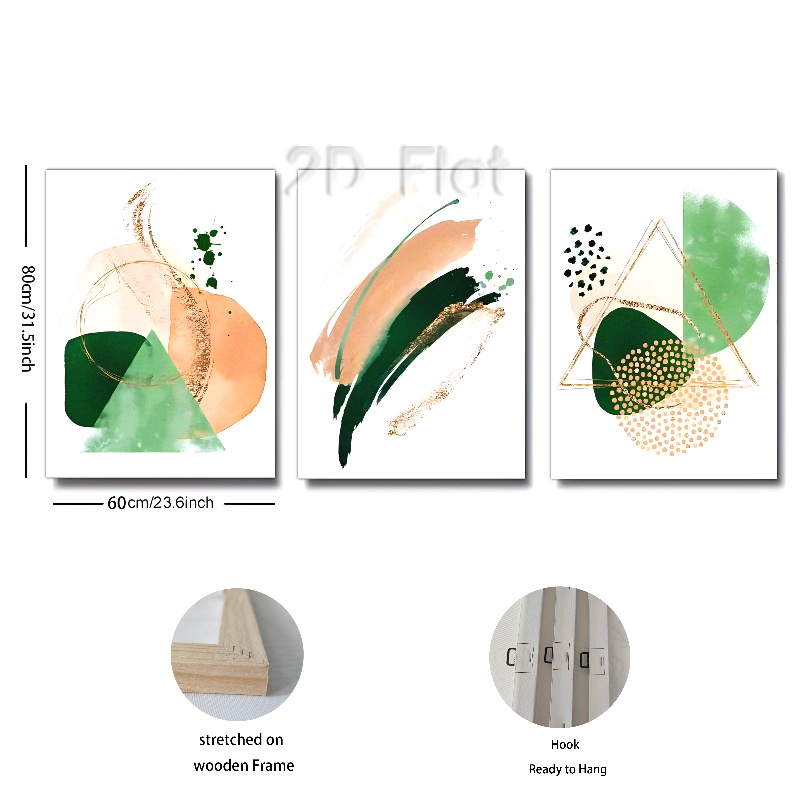 2D Flat
80cm/31.5inch
60cm/23.6inch
stretched on
wooden Frame
Hook
Ready to Hang